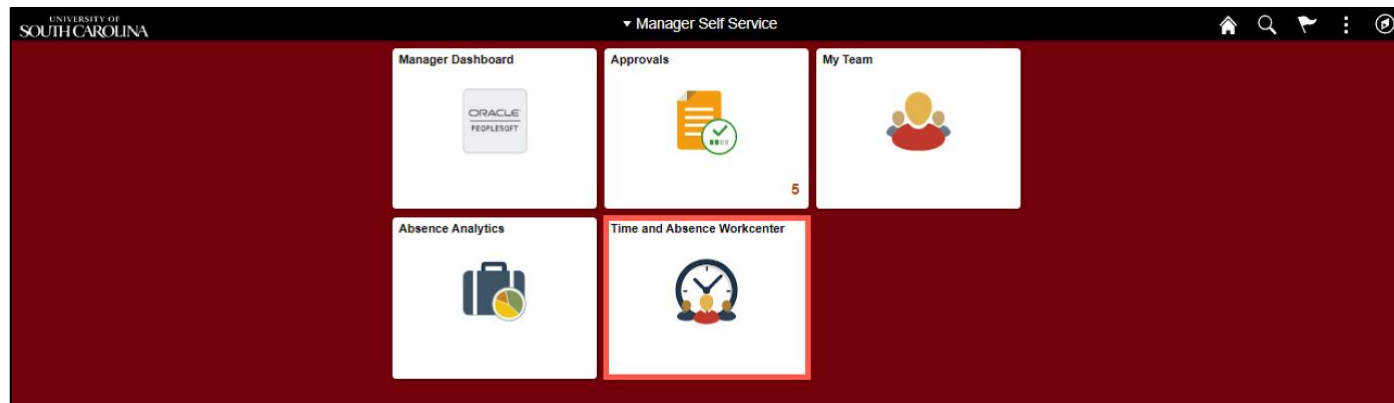 UNIVERSITY OF
SOUTH CAROLINA
Manager Self Service
Manager Dashboard
Approvals
My Team
ORACLE
PEOPLESOFT
5
Absence Analytics
Time and Absence Workcenter